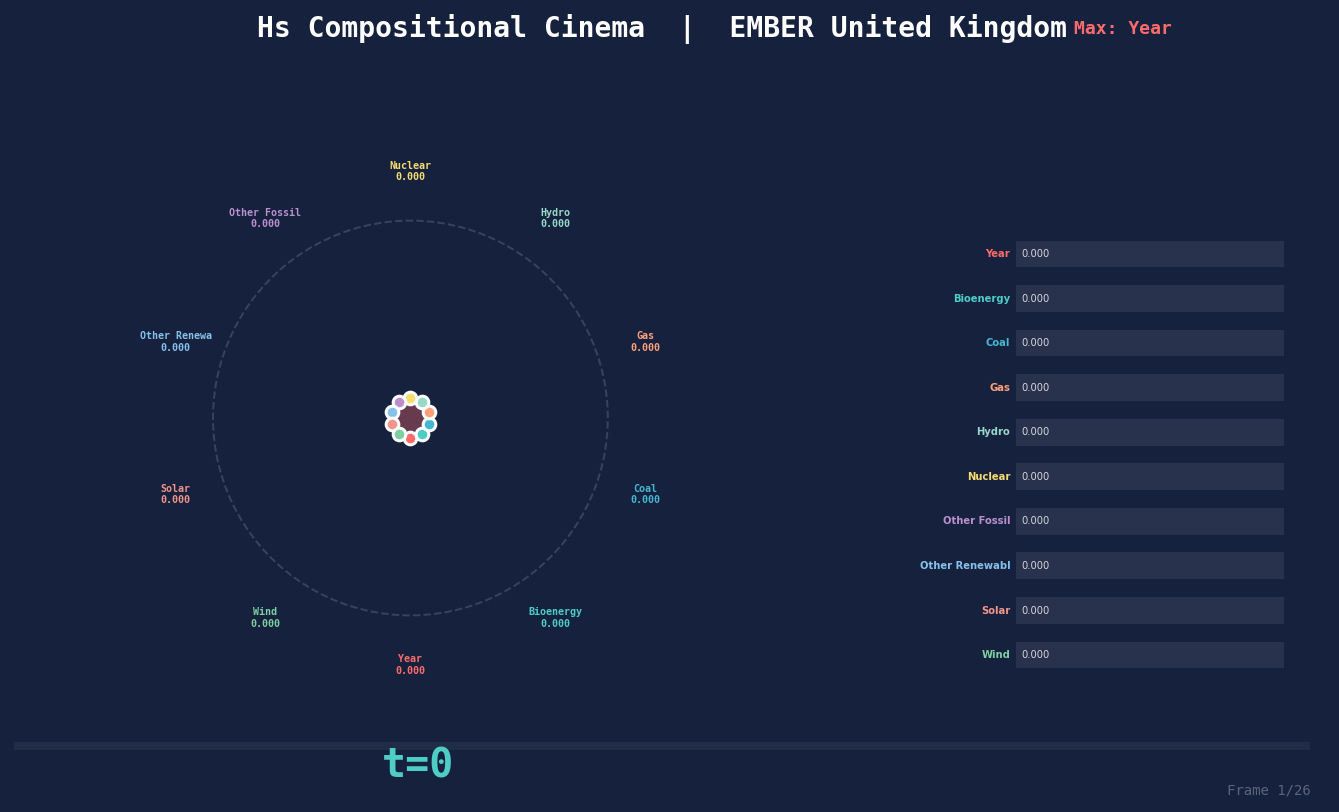 Hs Compositional Cinema | EMBER United Kingdom
Max: Year
Nuclear
0.000
Other Fossil
0.000
Hydro
0.000
Other Renewa
0.000
Gas
0.000
Solar
0.000
Coal
0.000
Wind
0.000
Bioenergy
0.000
Year
0.000
Year 0.000
Bioenergy 0.000
Coal 0.000
Gas 0.000
Hydro 0.000
Nuclear 0.000
Other Fossil 0.000
Other Renewabl 0.000
Solar 0.000
Wind 0.000
t=0
Frame 1/26